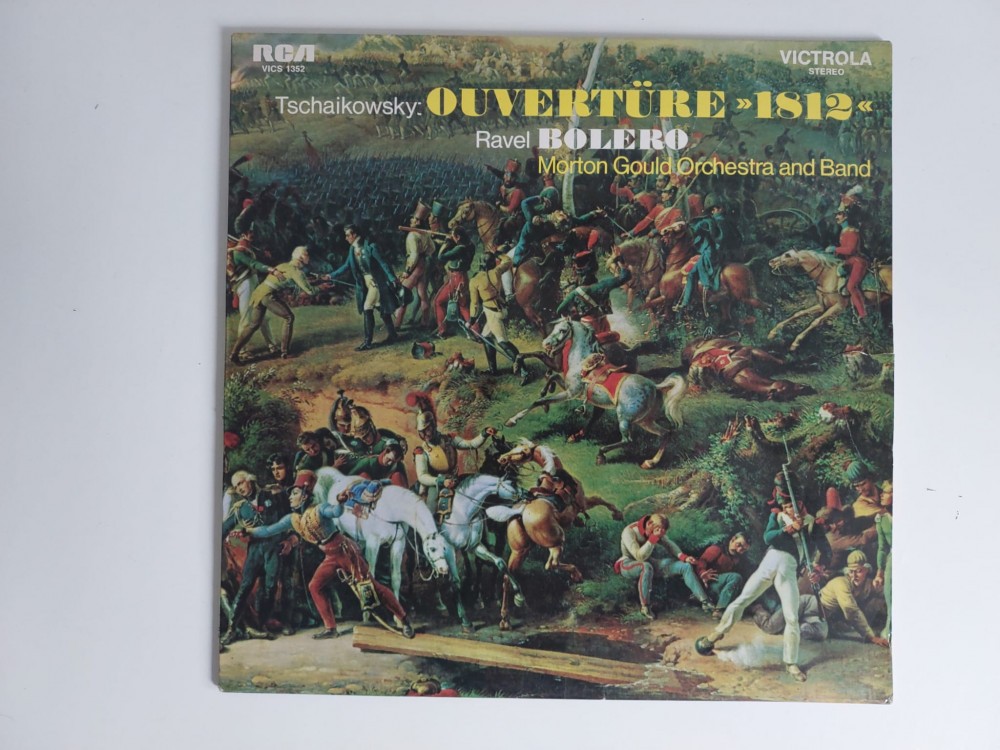 RCA
VICS 1352
VICTROLA
STEREO
Tschaikowsky: OUVERTÜRE »1812«
Ravel BOLERO
Morton Gould Orchestra and Band